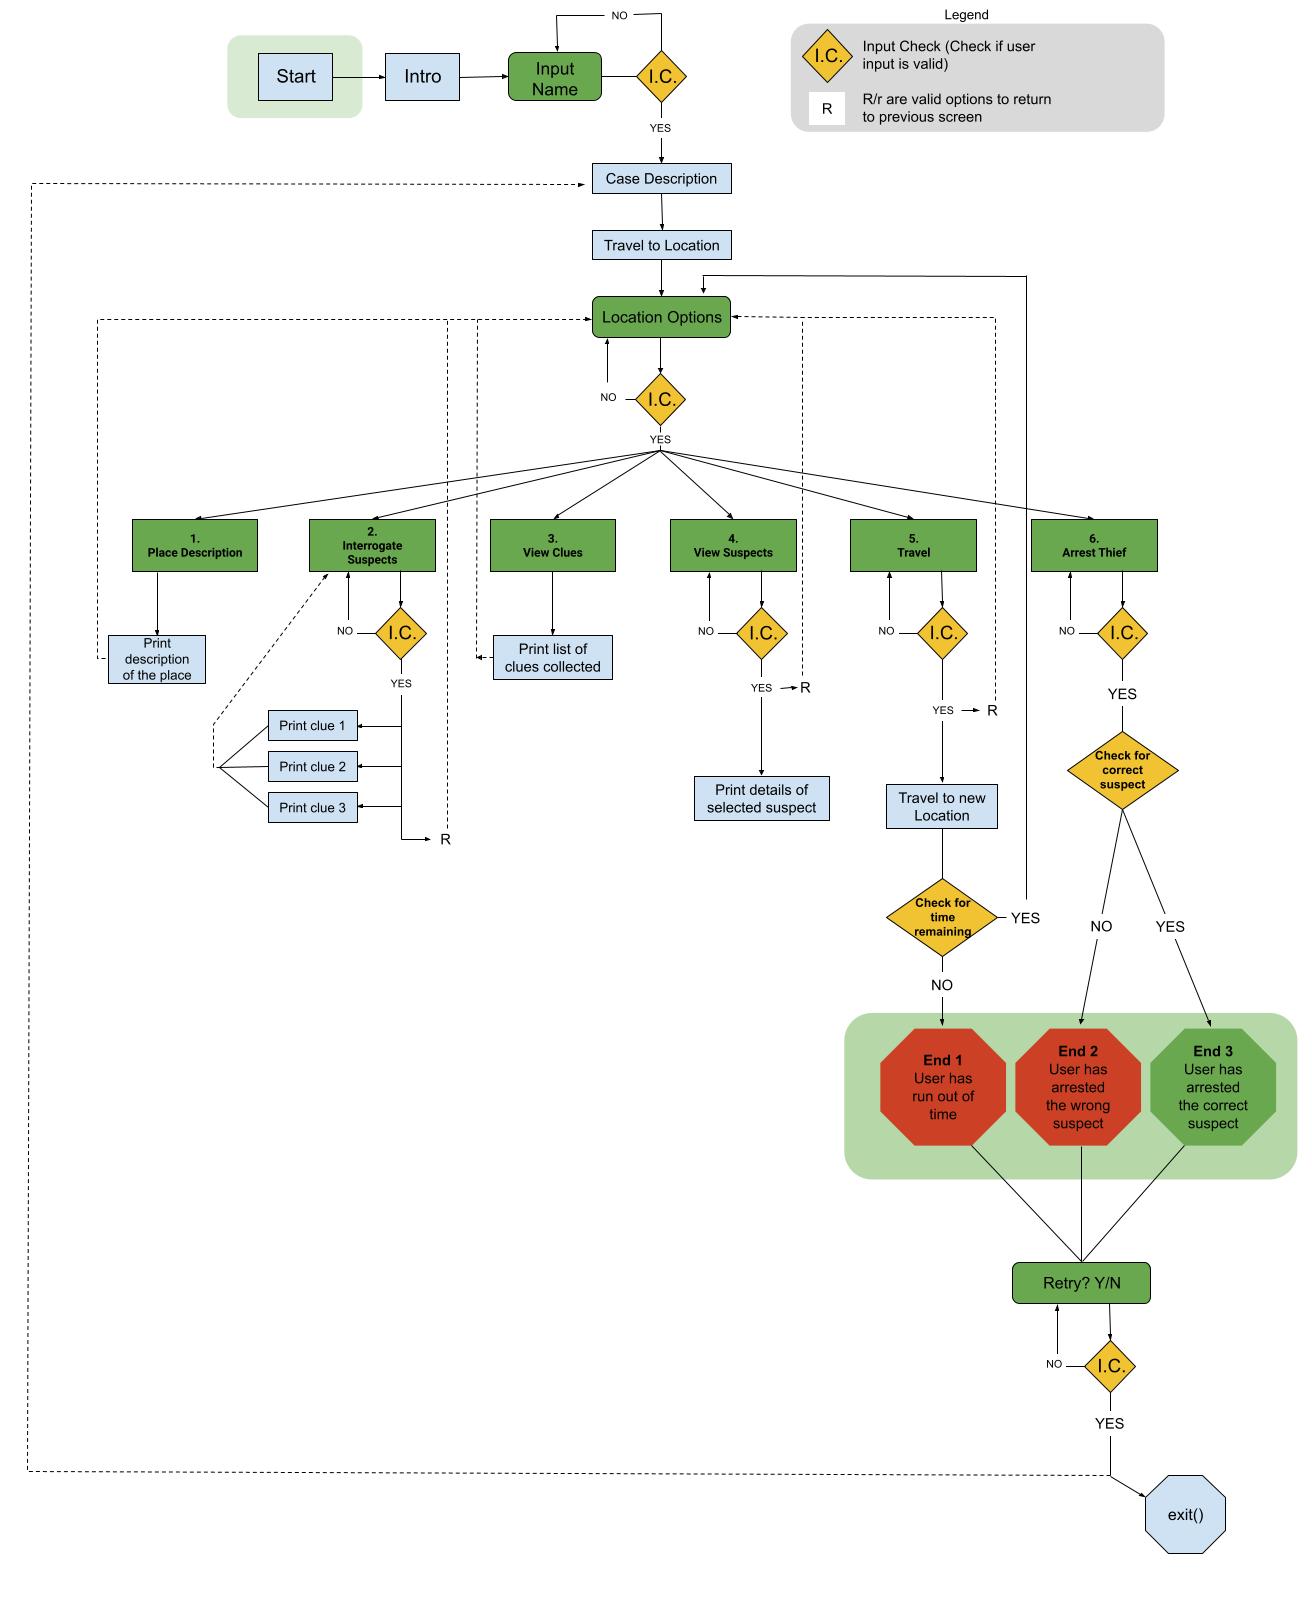 Legend
NO
I.C.
Input Check (Check if user
input is valid)
R
R/r are valid options to return
to previous screen
Start
Intro
Input
Name
I.C.
YES
Case Description
Travel to Location
Location Options
NO
I.C.
YES
1.
Place Description
2.
Interrogate
Suspects
3.
View Clues
4.
View Suspects
5.
Travel
6.
Arrest Thief
Print
description
of the place
NO
I.C.
YES
Print clue 1
Print clue 2
Print clue 3
R
Print list of
clues collected
NO
I.C.
YES
R
Print details of
selected suspect
NO
I.C.
YES
R
Travel to new
Location
Check for
time
remaining
YES
NO
NO
I.C.
YES
Check for
correct
suspect
NO
YES
End 1
User has
run out of
time
End 2
User has
arrested
the wrong
suspect
End 3
User has
arrested
the correct
suspect
Retry? Y/N
NO
I.C.
YES
exit()